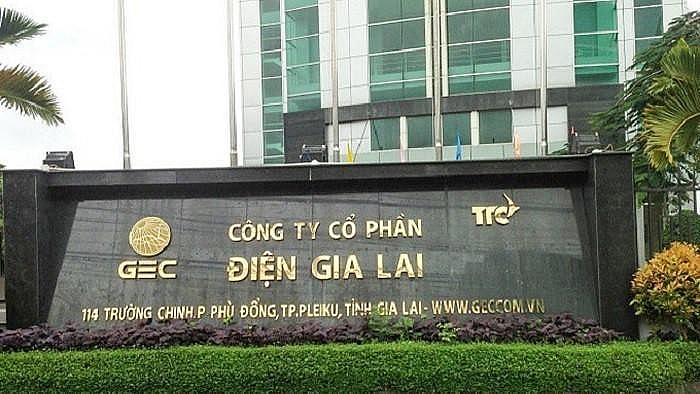 GEC
CÔNG TY CỔ PHẦN
ĐIỆN GIA LAI
TTC
114 TRƯỜNG CHINH.P PHÙ ĐỔNG,TP.PLEIKU,TỈNH GIA LAI-WWW.GECCOM.VN